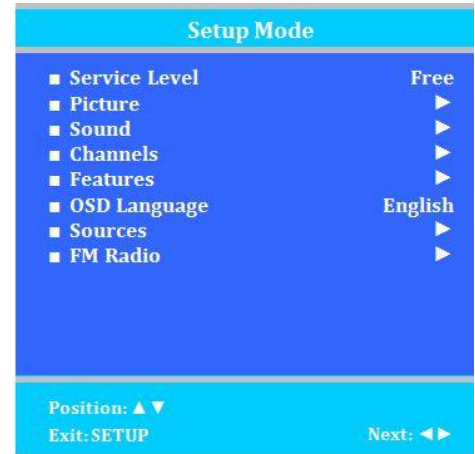 Setup Mode
■ Service Level Free
■ Picture ▶
■ Sound ▶
■ Channels ▶
■ Features ▶
■ OSD Language English
■ Sources ▶
■ FM Radio ▶
Position: ▲ ▼
Exit: SETUP Next: ◀ ▶